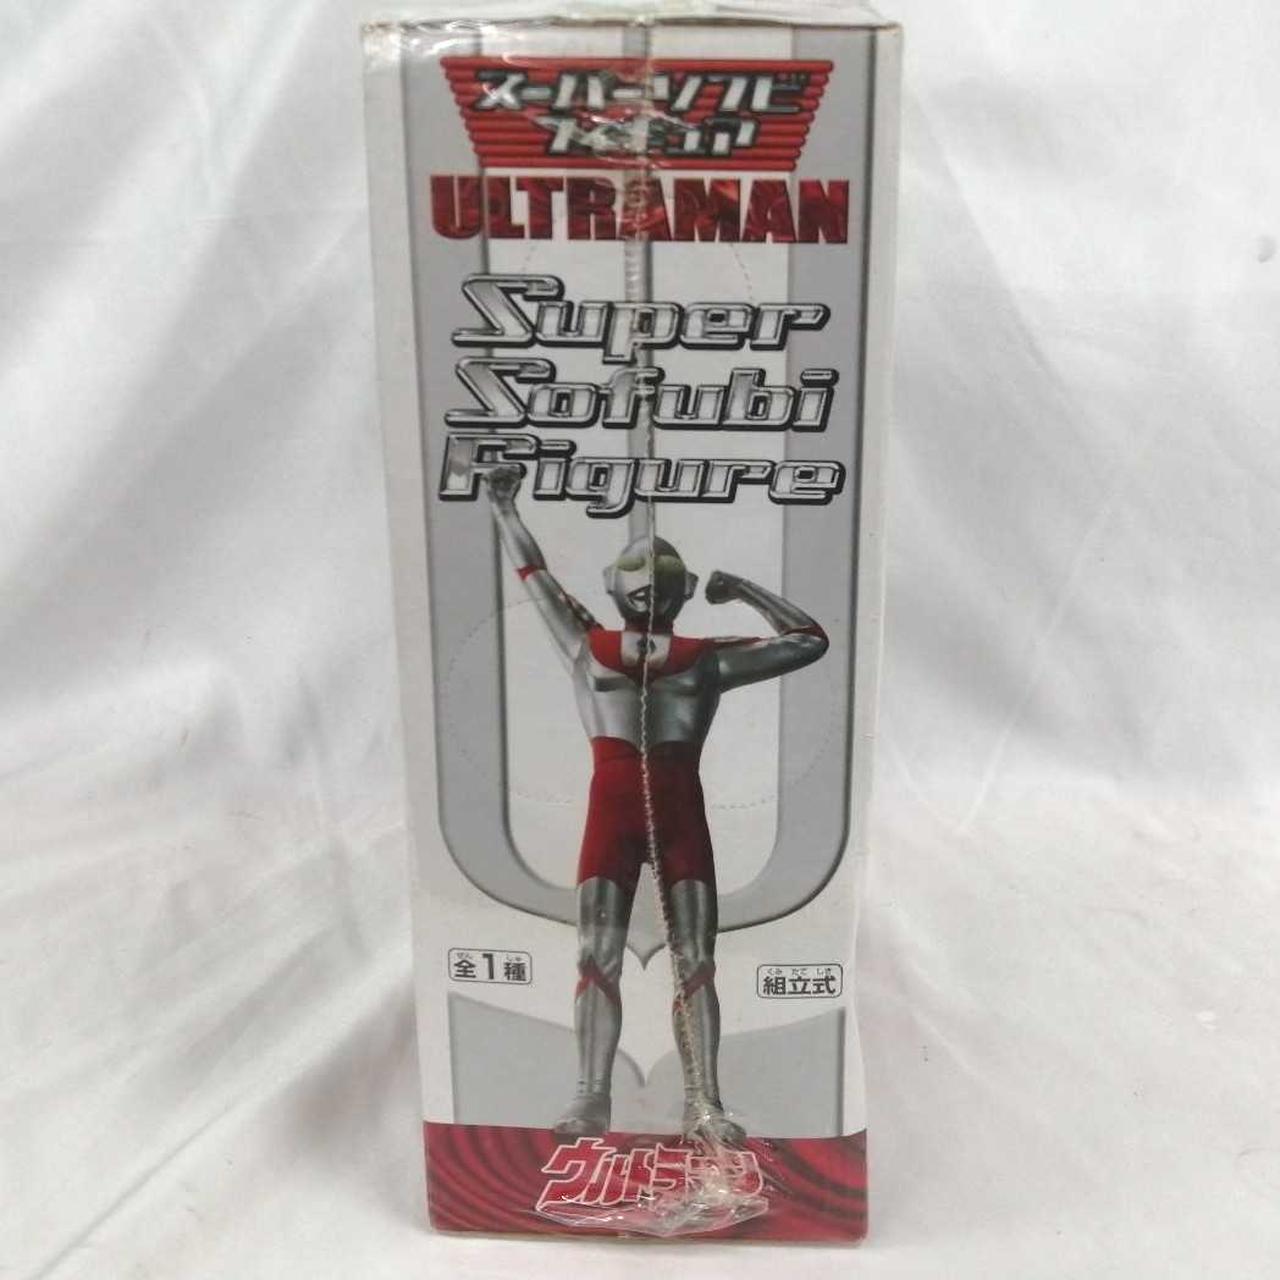 スーパーソフビ
フィギュア
ULTRAMAN
Super
Sofubi
Figure
全1種
組立式
ウルトラマン